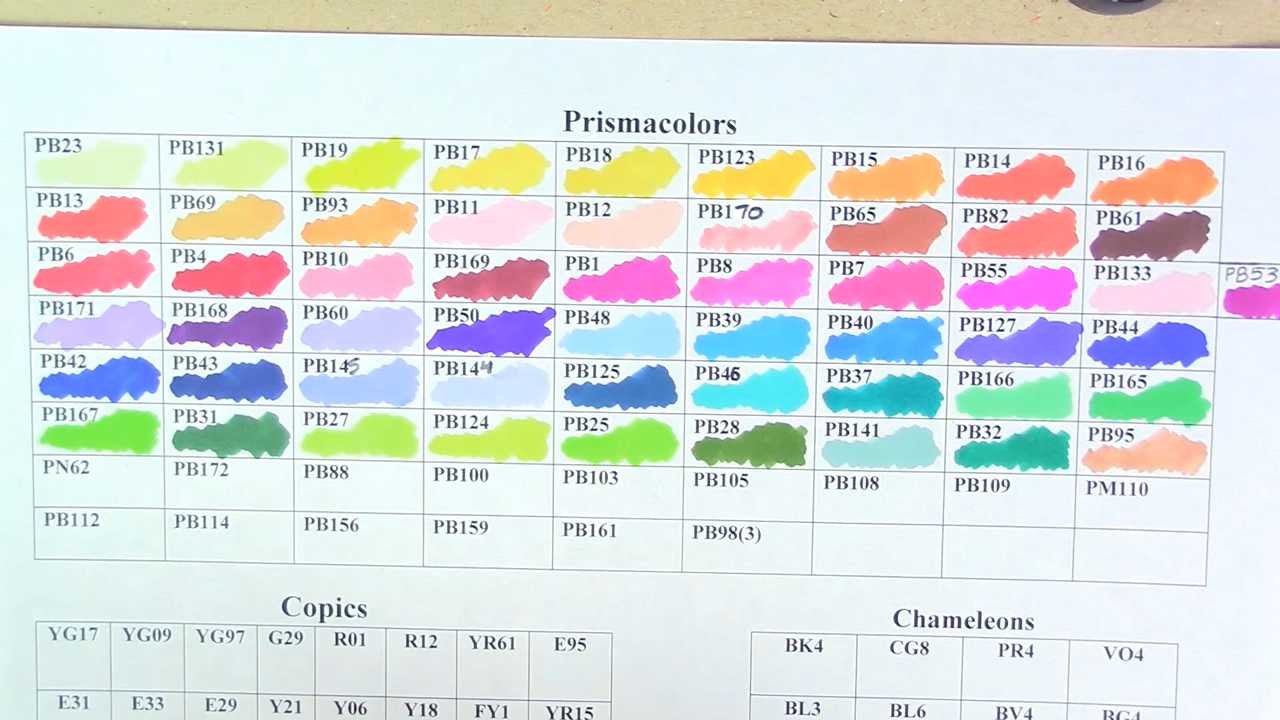 Prismacolors
PB23 PB131 PB19 PB17 PB18 PB123 PB15 PB14 PB16
PB13 PB69 PB93 PB11 PB12 PB170 PB65 PB82 PB61
PB6 PB4 PB10 PB169 PB1 PB8 PB7 PB55 PB133 PB53
PB171 PB168 PB60 PB50 PB48 PB39 PB40 PB127 PB44
PB42 PB43 PB145 PB144 PB125 PB46 PB37 PB166 PB165
PB167 PB31 PB27 PB124 PB25 PB28 PB141 PB32 PB95
PN62 PB172 PB88 PB100 PB103 PB105 PB108 PB109 PM110
PB112 PB114 PB156 PB159 PB161 PB98(3)
Copics
YG17 YG09 YG97 G29 R01 R12 YR61 E95
E31 E33 E29 Y21 Y06 Y18 FY1 YR15
Chameleons
BK4 CG8 PR4 VO4
BL3 BL6 BV4 BG4